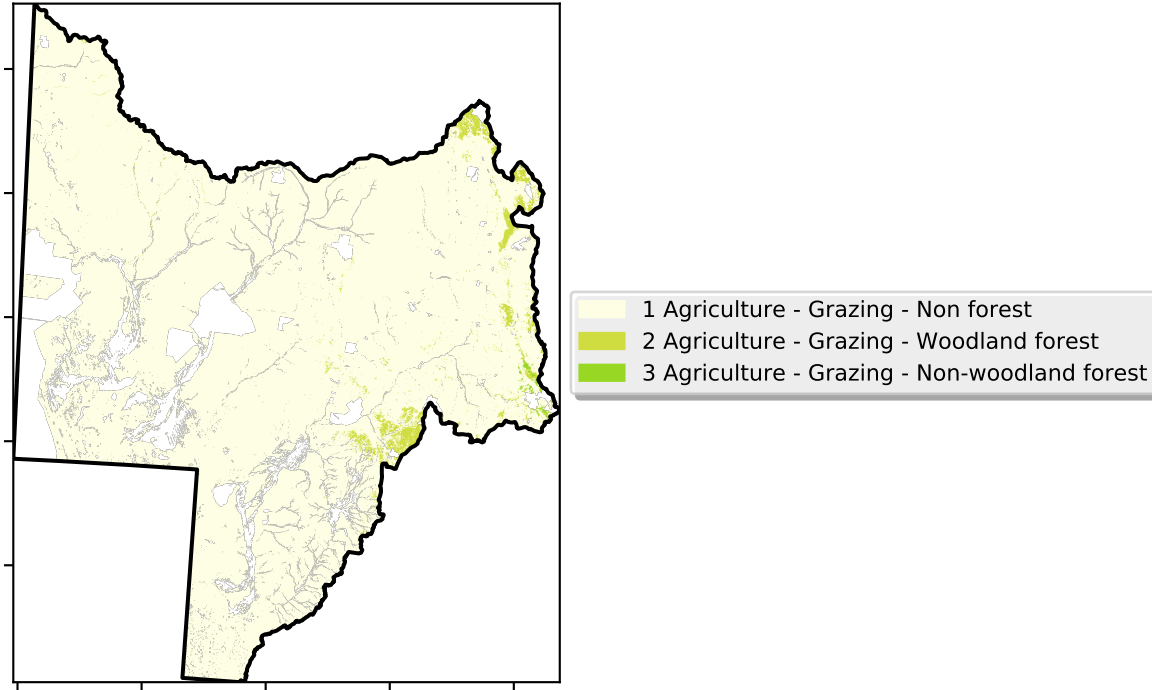 1 Agriculture - Grazing - Non forest
2 Agriculture - Grazing - Woodland forest
3 Agriculture - Grazing - Non-woodland forest